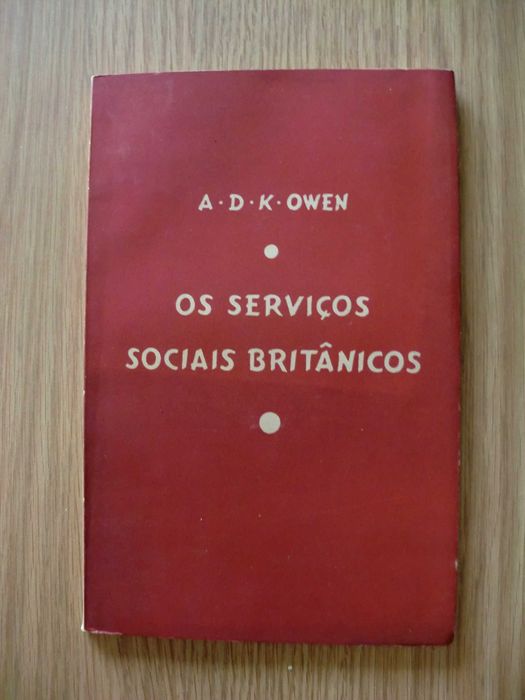 A·D·K·OWEN
OS SERVIÇOS
SOCIAIS BRITÂNICOS